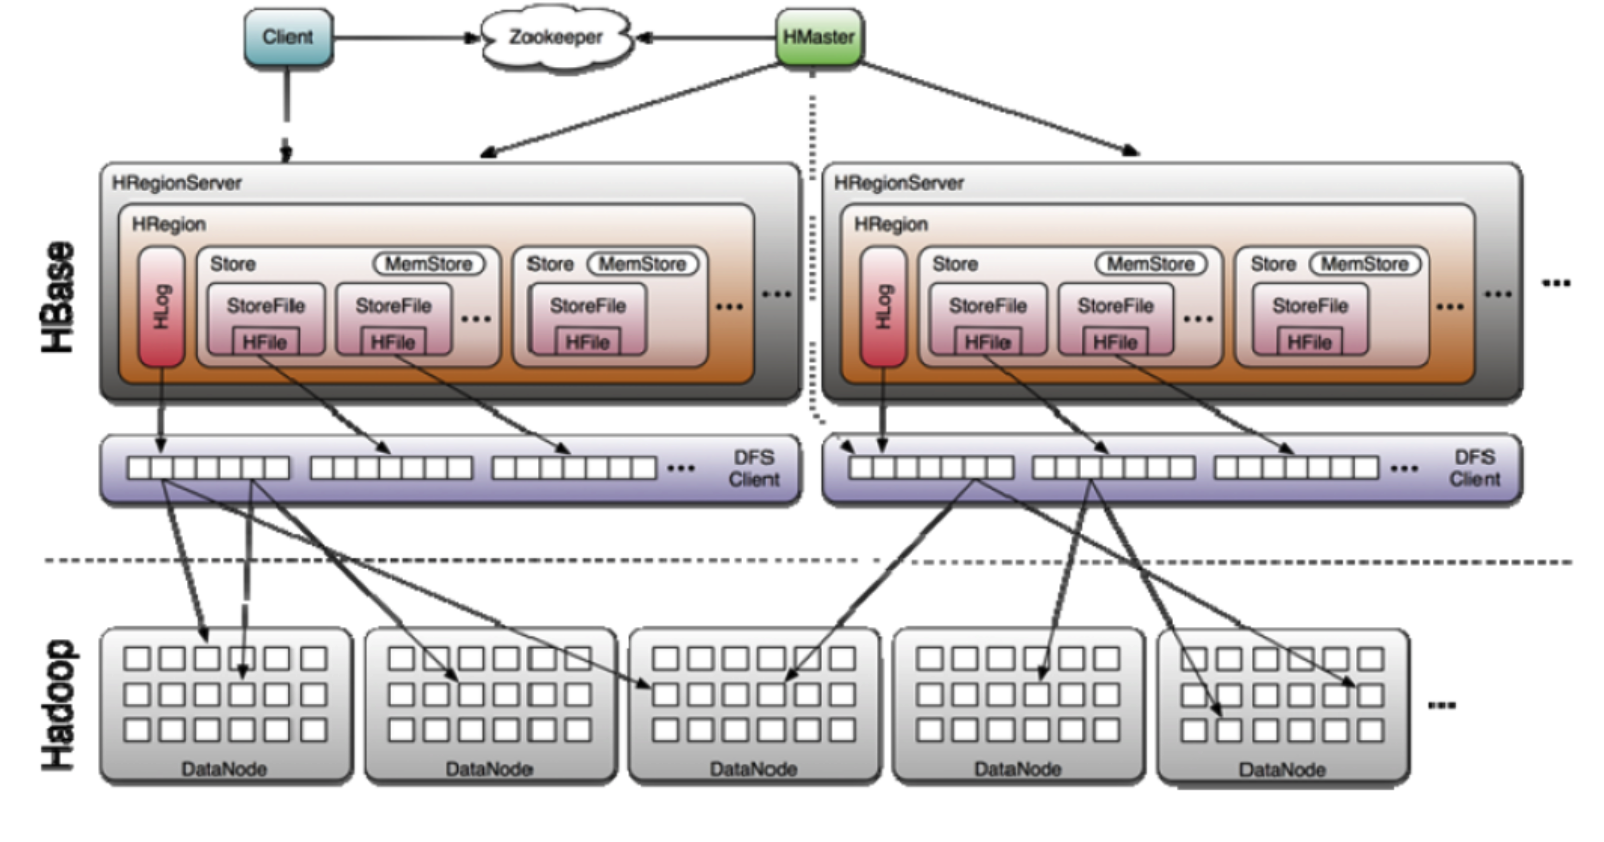 Client
Zookeeper
HMaster
HBase
HRegionServer
HRegion
HLog
Store
MemStore
StoreFile
HFile
StoreFile
HFile
...
Store
MemStore
StoreFile
HFile
...
...
HRegionServer
HRegion
HLog
Store
MemStore
StoreFile
HFile
StoreFile
HFile
...
Store
MemStore
StoreFile
HFile
...
...
...
...
DFS
Client
...
DFS
Client
Hadoop
DataNode
DataNode
DataNode
DataNode
DataNode
...